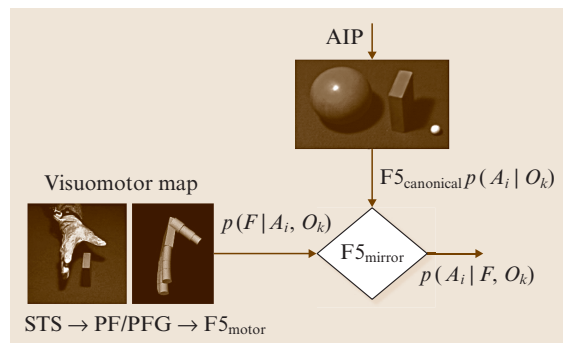 AIP
F5canonical p(Ai | Ok)
Visuomotor map
p(F | Ai, Ok)
F5mirror
p(Ai | F, Ok)
STS → PF/PFG → F5motor